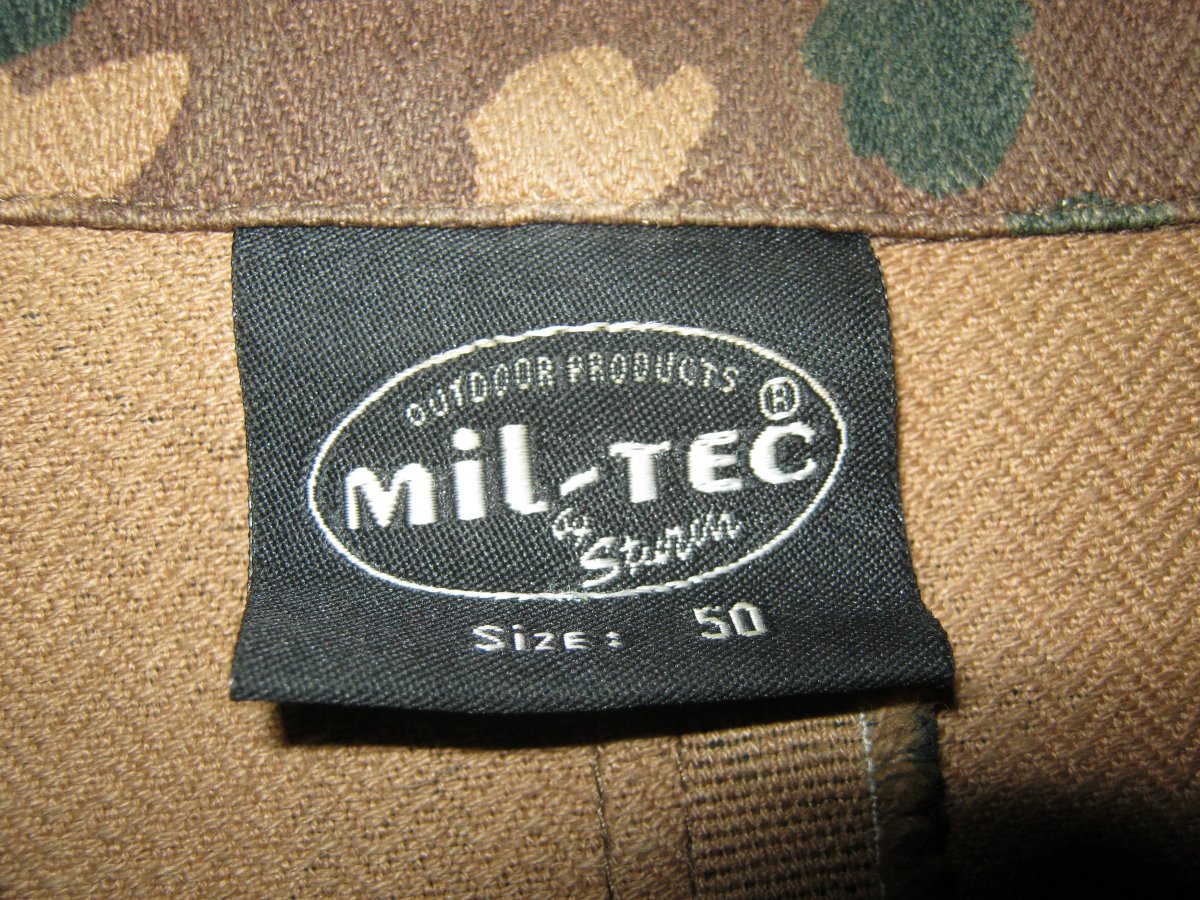 OUTDOOR PRODUCTS
®
MiL-TEC
by Sturm
SiZE: 50